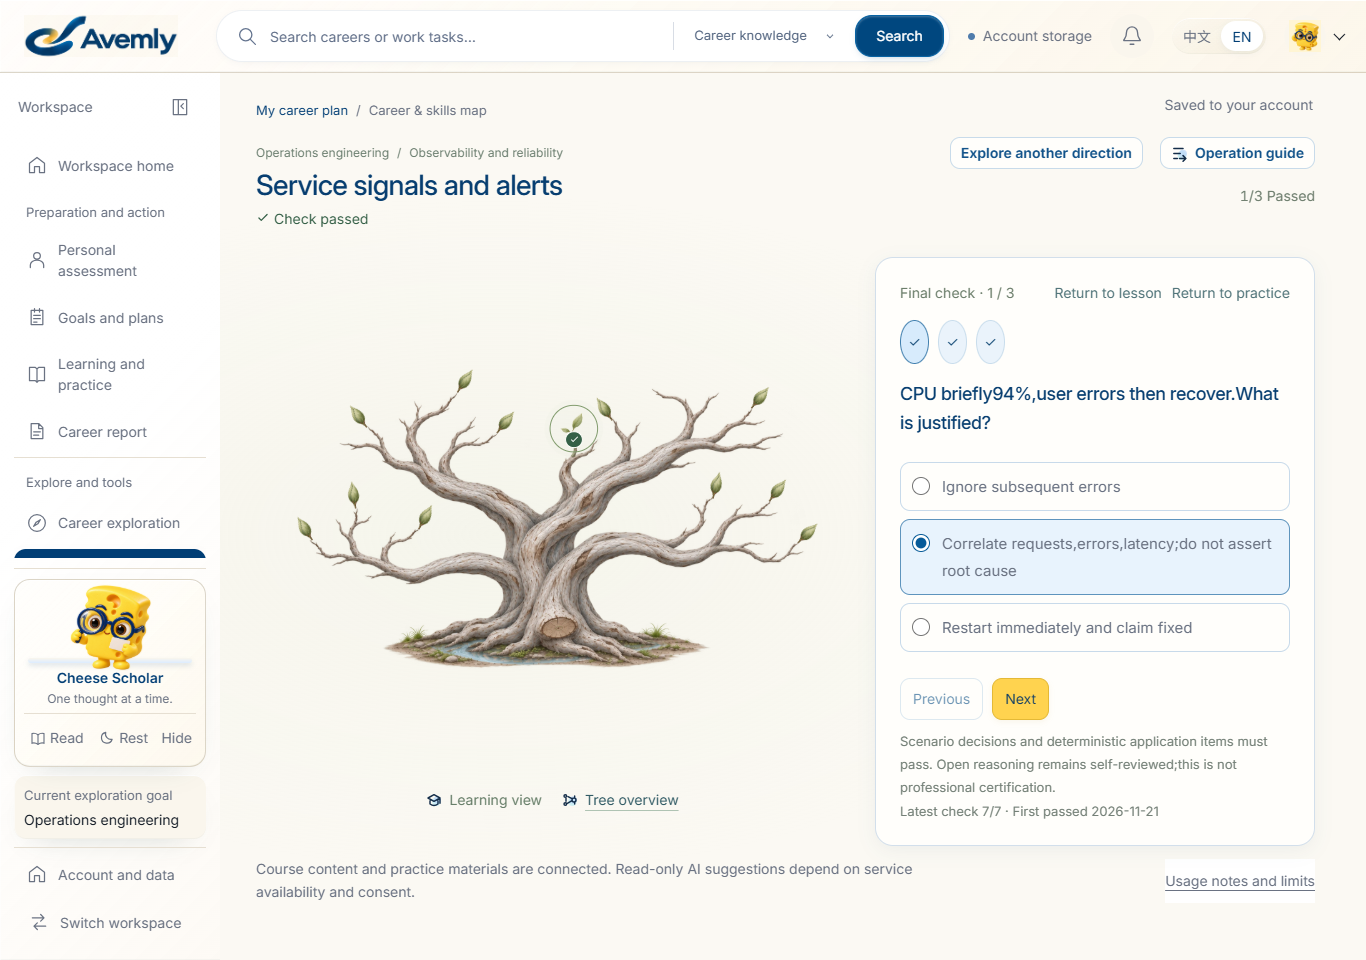 Avemly
Search careers or work tasks...
Career knowledge
Search
Account storage
中文
EN
Workspace
Workspace home
Preparation and action
Personal
assessment
Goals and plans
Learning and
practice
Career report
Explore and tools
Career exploration
Cheese Scholar
One thought at a time.
Read
Rest
Hide
Current exploration goal
Operations engineering
Account and data
Switch workspace
My career plan / Career & skills map
Saved to your account
Operations engineering / Observability and reliability
Service signals and alerts
Check passed
Explore another direction
Operation guide
1/3 Passed
Final check · 1 / 3
Return to lesson
Return to practice
CPU briefly94%,user errors then recover.What
is justified?
Ignore subsequent errors
Correlate requests,errors,latency;do not assert
root cause
Restart immediately and claim fixed
Previous
Next
Scenario decisions and deterministic application items must
pass. Open reasoning remains self-reviewed;this is not
professional certification.
Latest check 7/7 · First passed 2026-11-21
Learning view
Tree overview
Course content and practice materials are connected. Read-only AI suggestions depend on service
availability and consent.
Usage notes and limits